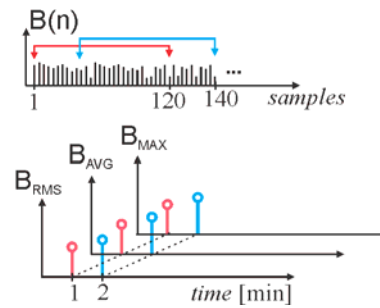 B(n)
...
1 120 140 samples
B_MAX
B_AVG
B_RMS
1 2 time [min]